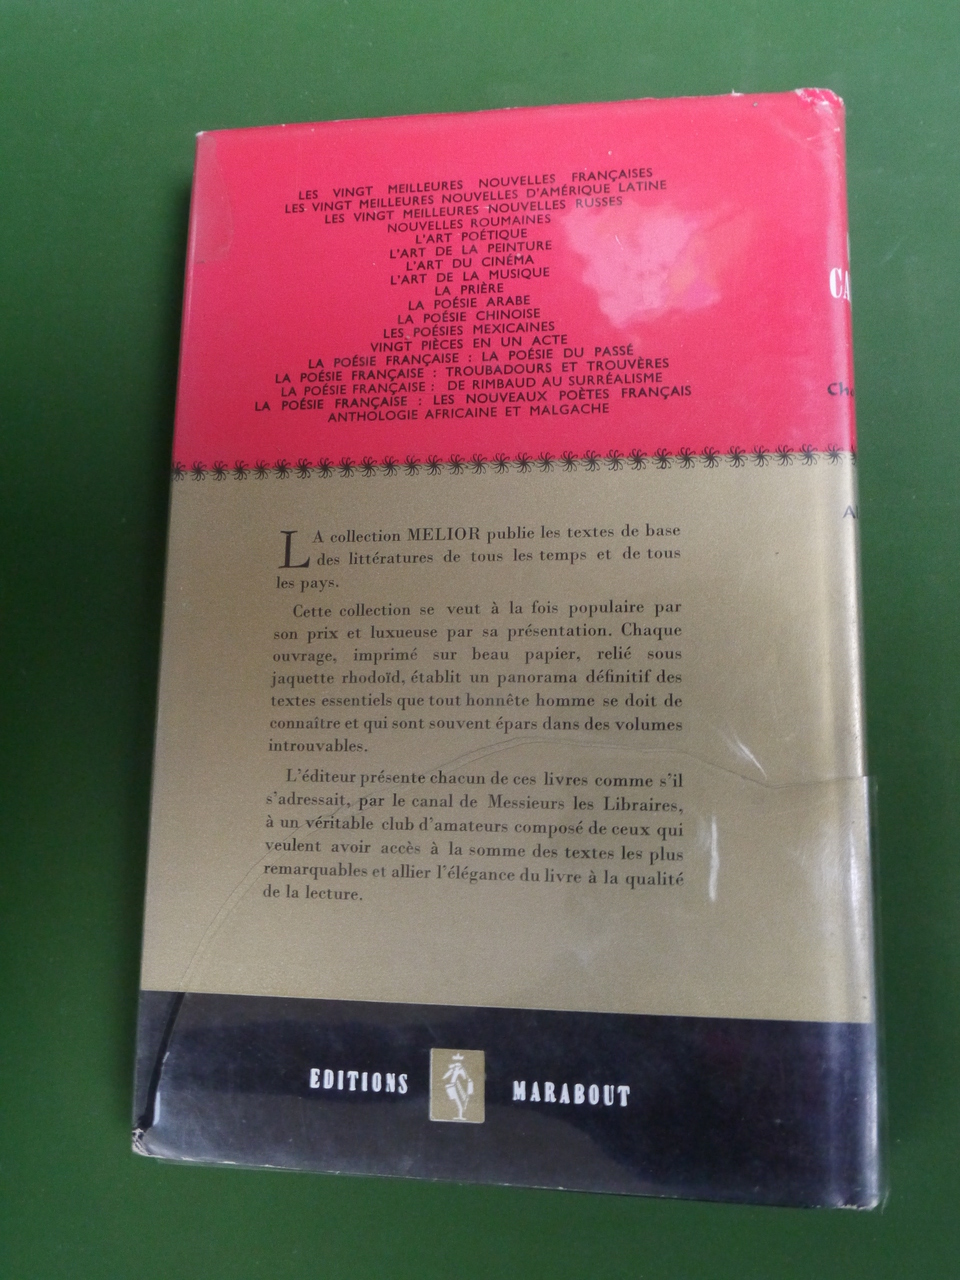 LES VINGT MEILLEURES NOUVELLES FRANÇAISES
LES VINGT MEILLEURES NOUVELLES D'AMÉRIQUE LATINE
LES VINGT MEILLEURES NOUVELLES RUSSES
NOUVELLES ROUMAINES
L'ART POÉTIQUE
L'ART DE LA PEINTURE
L'ART DU CINÉMA
L'ART DE LA MUSIQUE
LA PRIÈRE
LA POÉSIE ARABE
LA POÉSIE CHINOISE
LES POÉSIES MEXICAINES
VINGT PIÈCES EN UN ACTE
LA POÉSIE FRANÇAISE : LA POÉSIE DU PASSÉ
LA POÉSIE FRANÇAISE : TROUBADOURS ET TROUVÈRES
LA POÉSIE FRANÇAISE : DE RIMBAUD AU SURRÉALISME
LA POÉSIE FRANÇAISE : LES NOUVEAUX POÈTES FRANÇAIS
ANTHOLOGIE AFRICAINE ET MALGACHE
LA collection MELIOR publie les textes de base
des littératures de tous les temps et de tous
les pays.
Cette collection se veut à la fois populaire par
son prix et luxueuse par sa présentation. Chaque
ouvrage, imprimé sur beau papier, relié sous
jaquette rhodoïd, établit un panorama définitif des
textes essentiels que tout honnête homme se doit de
connaître et qui sont souvent épars dans des volumes
introuvables.
L'éditeur présente chacun de ces livres comme s'il
s'adressait, par le canal de Messieurs les Libraires,
à un véritable club d'amateurs composé de ceux qui
veulent avoir accès à la somme des textes les plus
remarquables et allier l'élégance du livre à la qualité
de la lecture.
EDITIONS MARABOUT